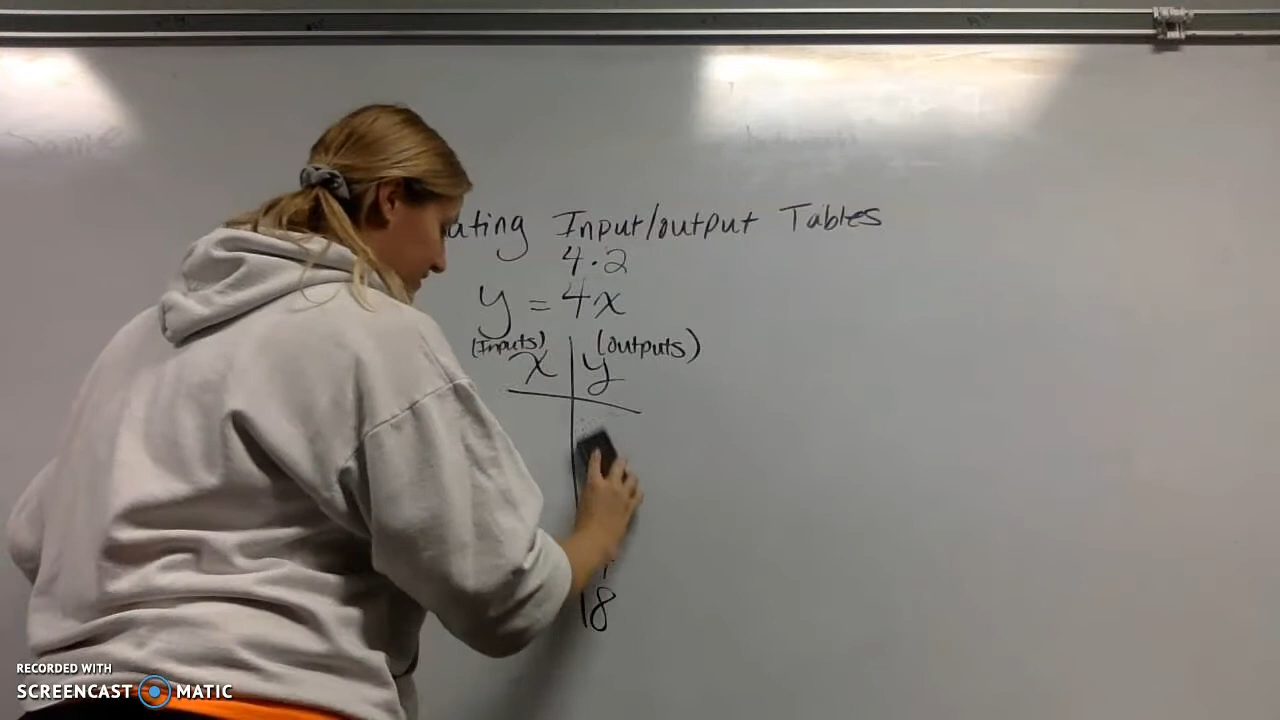 ating Input/output Tables
4.2
y = 4x
(Inputs) (outputs)
x y
18
RECORDED WITH
SCREENCAST MATIC